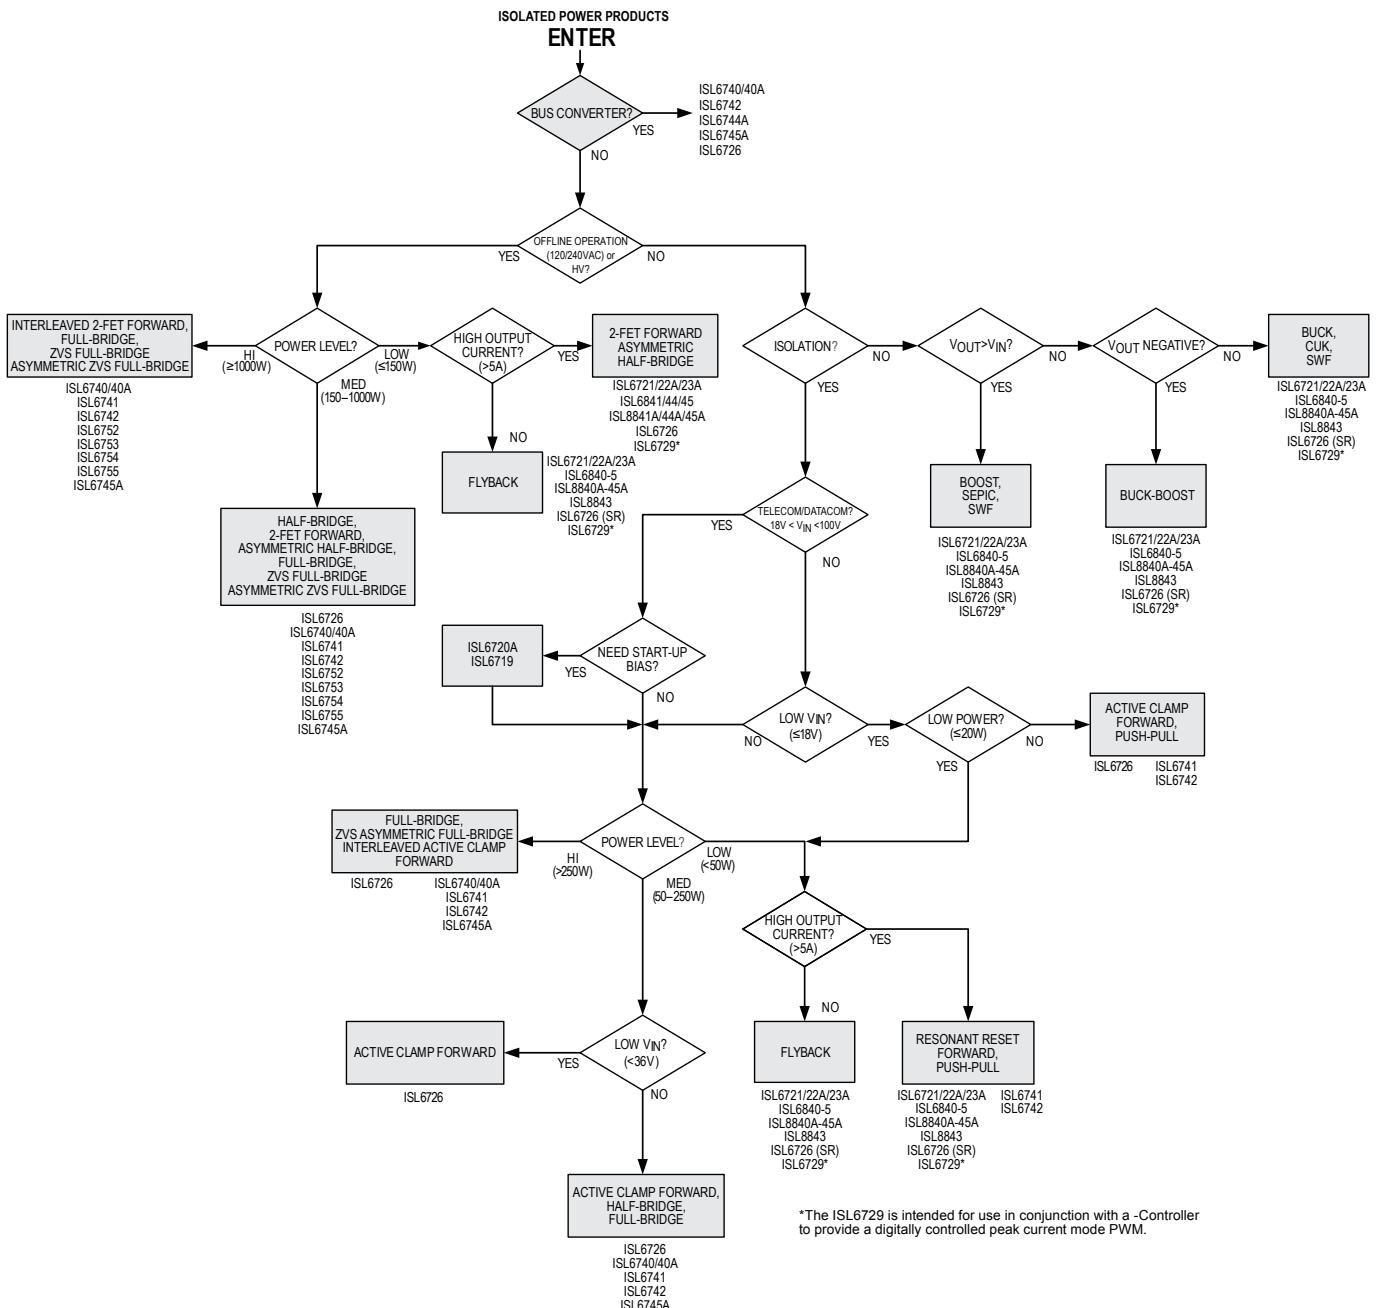 ISOLATED POWER PRODUCTS
ENTER
BUS CONVERTER?
YES
ISL6740/40A
ISL6742
ISL6744A
ISL6745A
ISL6726
NO
OFFLINE OPERATION
(120/240VAC) or
HV?
YES
NO
INTERLEAVED 2-FET FORWARD,
FULL-BRIDGE,
ZVS FULL-BRIDGE
ASYMMETRIC ZVS FULL-BRIDGE
ISL6740/40A
ISL6741
ISL6742
ISL6752
ISL6753
ISL6754
ISL6755
ISL6745A
HI
(≥1000W)
POWER LEVEL?
LOW
(≤150W)
MED
(150–1000W)
HIGH OUTPUT
CURRENT?
(>5A)
YES
2-FET FORWARD
ASYMMETRIC
HALF-BRIDGE
ISL6721/22A/23A
ISL6841/44/45
ISL8841A/44A/45A
ISL6726
ISL6729*
NO
FLYBACK
ISL6721/22A/23A
ISL6840-5
ISL8840A-45A
ISL8843
ISL6726 (SR)
ISL6729*
HALF-BRIDGE,
2-FET FORWARD,
ASYMMETRIC HALF-BRIDGE,
FULL-BRIDGE,
ZVS FULL-BRIDGE
ASYMMETRIC ZVS FULL-BRIDGE
ISL6726
ISL6740/40A
ISL6741
ISL6742
ISL6752
ISL6753
ISL6754
ISL6755
ISL6745A
ISOLATION?
NO
YES
VOUT>VIN?
NO
YES
VOUT NEGATIVE?
NO
YES
BUCK,
CUK,
SWF
ISL6721/22A/23A
ISL6840-5
ISL8840A-45A
ISL8843
ISL6726 (SR)
ISL6729*
BOOST,
SEPIC,
SWF
ISL6721/22A/23A
ISL6840-5
ISL8840A-45A
ISL8843
ISL6726 (SR)
ISL6729*
BUCK-BOOST
ISL6721/22A/23A
ISL6840-5
ISL8840A-45A
ISL8843
ISL6726 (SR)
ISL6729*
TELECOM/DATACOM?
18V < VIN <100V
YES
NO
ISL6720A
ISL6719
YES
NEED START-UP
BIAS?
NO
LOW VIN?
(≤18V)
NO
YES
LOW POWER?
(≤20W)
NO
YES
ACTIVE CLAMP
FORWARD,
PUSH-PULL
ISL6726 ISL6741
ISL6742
FULL-BRIDGE,
ZVS ASYMMETRIC FULL-BRIDGE
INTERLEAVED ACTIVE CLAMP
FORWARD
ISL6726 ISL6740/40A
ISL6741
ISL6742
ISL6745A
HI
(>250W)
POWER LEVEL?
LOW
(<50W)
MED
(50–250W)
HIGH OUTPUT
CURRENT?
(>5A)
YES
NO
ACTIVE CLAMP FORWARD
ISL6726
YES
LOW VIN?
(<36V)
NO
FLYBACK
ISL6721/22A/23A
ISL6840-5
ISL8840A-45A
ISL8843
ISL6726 (SR)
ISL6729*
RESONANT RESET
FORWARD,
PUSH-PULL
ISL6721/22A/23A ISL6741
ISL6840-5 ISL6742
ISL8840A-45A
ISL8843
ISL6726 (SR)
ISL6729*
ACTIVE CLAMP FORWARD,
HALF-BRIDGE,
FULL-BRIDGE
ISL6726
ISL6740/40A
ISL6741
ISL6742
ISL6745A
*The ISL6729 is intended for use in conjunction with a -Controller
to provide a digitally controlled peak current mode PWM.